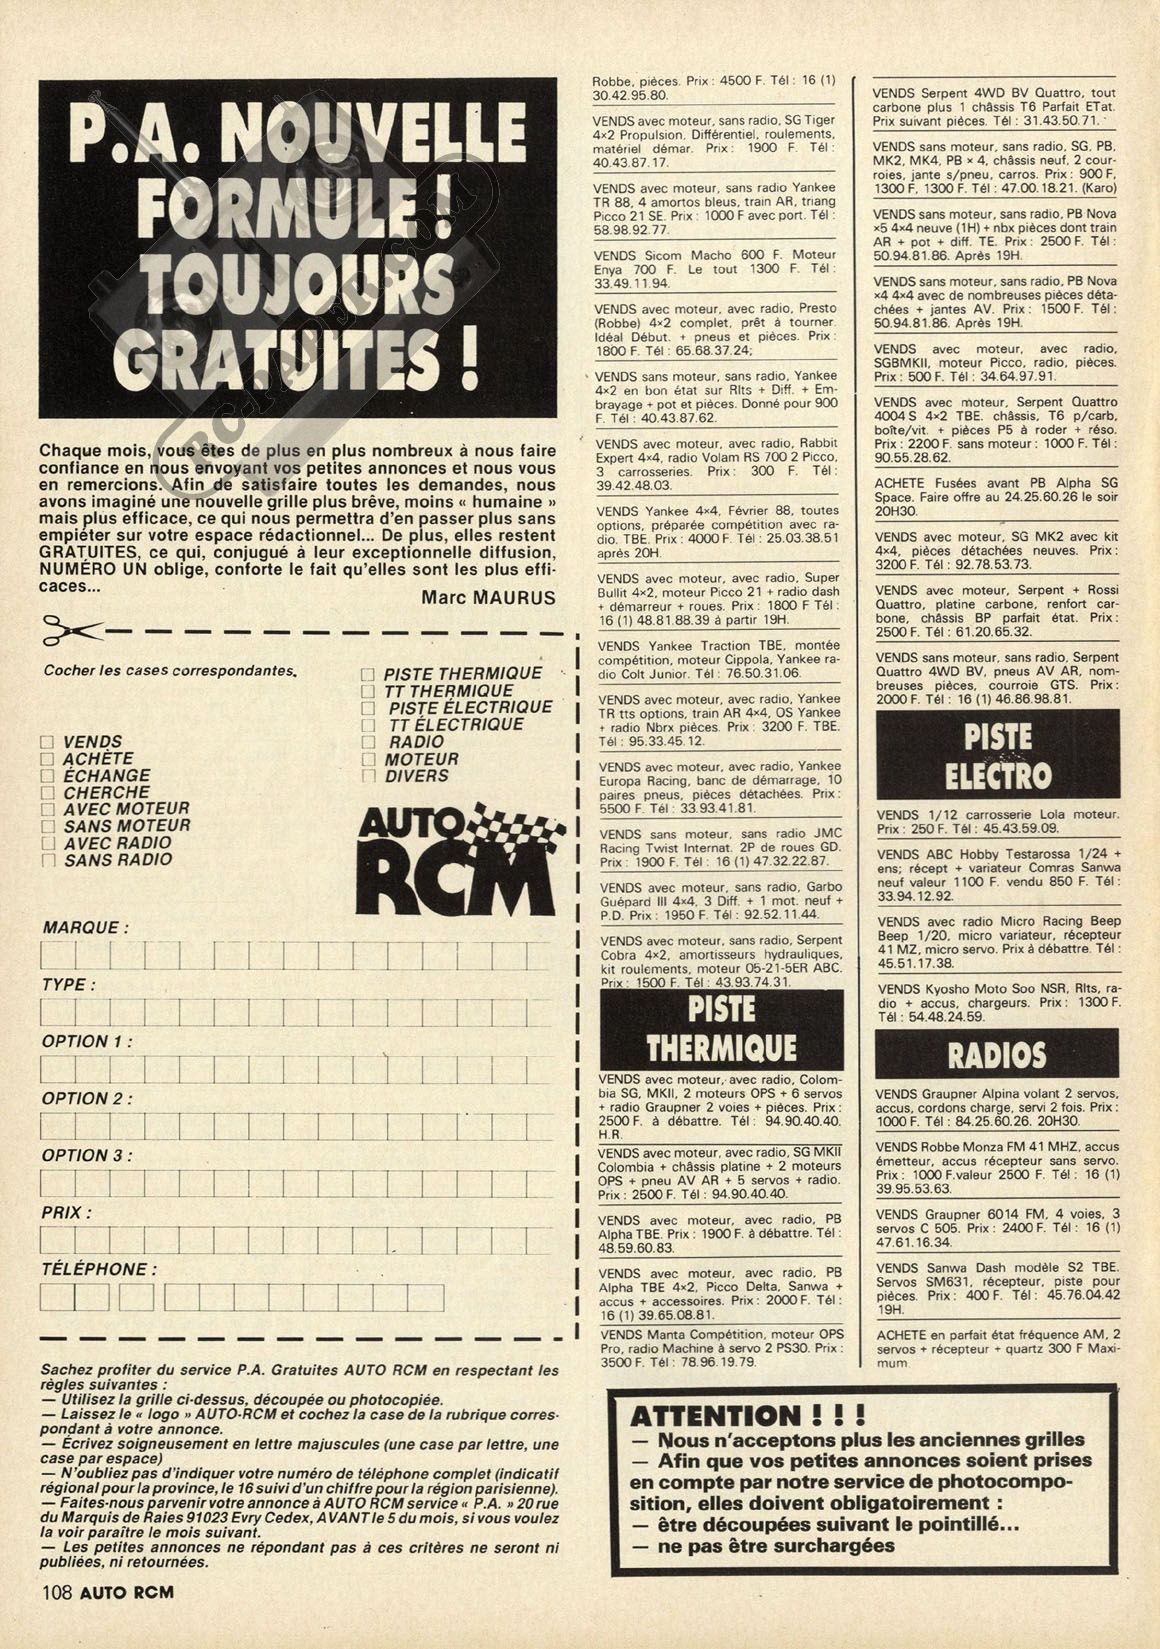 P.A. NOUVELLE
FORMULE !
TOUJOURS
GRATUITES !
RC-PAPER.COM
Chaque mois, vous êtes de plus en plus nombreux à nous faire
confiance en nous envoyant vos petites annonces et nous vous
en remercions. Afin de satisfaire toutes les demandes, nous
avons imaginé une nouvelle grille plus brêve, moins « humaine »
mais plus efficace, ce qui nous permettra d'en passer plus sans
empiéter sur votre espace rédactionnel... De plus, elles restent
GRATUITES, ce qui, conjugué à leur exceptionnelle diffusion,
NUMÉRO UN oblige, conforte le fait qu'elles sont les plus effi-
caces...
Marc MAURUS
Cocher les cases correspondantes.
PISTE THERMIQUE
TT THERMIQUE
PISTE ÉLECTRIQUE
TT ÉLECTRIQUE
RADIO
MOTEUR
DIVERS
VENDS
ACHÈTE
ÉCHANGE
CHERCHE
AVEC MOTEUR
SANS MOTEUR
AVEC RADIO
SANS RADIO
AUTO
RCM
MARQUE :
TYPE :
OPTION 1 :
OPTION 2 :
OPTION 3 :
PRIX :
TÉLÉPHONE :
Sachez profiter du service P.A. Gratuites AUTO RCM en respectant les
règles suivantes :
— Utilisez la grille ci-dessus, découpée ou photocopiée.
— Laissez le « logo » AUTO-RCM et cochez la case de la rubrique corres-
pondant à votre annonce.
— Écrivez soigneusement en lettre majuscules (une case par lettre, une
case par espace)
— N'oubliez pas d'indiquer votre numéro de téléphone complet (indicatif
régional pour la province, le 16 suivi d'un chiffre pour la région parisienne).
— Faites-nous parvenir votre annonce à AUTO RCM service « P.A. » 20 rue
du Marquis de Raies 91023 Evry Cedex, AVANT le 5 du mois, si vous voulez
la voir paraître le mois suivant.
— Les petites annonces ne répondant pas à ces critères ne seront ni
publiées, ni retournées.
108 AUTO RCM
Robbe, pièces. Prix : 4500 F. Tél : 16 (1)
30.42.95.80.
VENDS avec moteur, sans radio, SG Tiger
4×2 Propulsion. Différentiel, roulements,
matériel démar. Prix : 1900 F. Tél :
40.43.87.17.
VENDS avec moteur, sans radio Yankee
TR 88, 4 amortos bleus, train AR, triang
Picco 21 SE. Prix : 1000 F avec port. Tél :
58.98.92.77.
VENDS Sicom Macho 600 F. Moteur
Enya 700 F. Le tout 1300 F. Tél :
33.49.11.94.
VENDS avec moteur, avec radio, Presto
(Robbe) 4×2 complet, prêt à tourner.
Idéal Début. + pneus et pièces. Prix :
1800 F. Tél : 65.68.37.24;
VENDS sans moteur, sans radio, Yankee
4×2 en bon état sur Rlts + Diff. + Em-
brayage + pot et pièces. Donné pour 900
F. Tél : 40.43.87.62.
VENDS avec moteur, avec radio, Rabbit
Expert 4×4, radio Volam RS 700 2 Picco,
3 carrosseries. Prix : 300 F. Tél :
39.42.48.03.
VENDS Yankee 4×4, Février 88, toutes
options, préparée compétition avec ra-
dio. TBE. Prix : 4000 F. Tél : 25.03.38.51
après 20H.
VENDS avec moteur, avec radio, Super
Bullit 4×2, moteur Picco 21 + radio dash
+ démarreur + roues. Prix : 1800 F Tél :
16 (1) 48.81.88.39 à partir 19H.
VENDS Yankee Traction TBE, montée
compétition, moteur Cippola, Yankee ra-
dio Colt Junior. Tél : 76.50.31.06.
VENDS avec moteur, avec radio, Yankee
TR tts options, train AR 4×4, OS Yankee
+ radio Nbrx pièces. Prix : 3200 F. TBE.
Tél : 95.33.45.12.
VENDS avec moteur, avec radio, Yankee
Europa Racing, banc de démarrage, 10
paires pneus, pièces détachées. Prix :
5500 F. Tél : 33.93.41.81.
VENDS sans moteur, sans radio JMC
Racing Twist Internat. 2P de roues GD.
Prix : 1900 F. Tél : 16 (1) 47.32.22.87.
VENDS avec moteur, sans radio, Garbo
Guépard III 4×4, 3 Diff. + 1 mot. neuf +
P.D. Prix : 1950 F. Tél : 92.52.11.44.
VENDS avec moteur, sans radio, Serpent
Cobra 4×2, amortisseurs hydrauliques,
kit roulements, moteur 05-21-5ER ABC.
Prix : 1500 F. Tél : 43.93.74.31.
PISTE
THERMIQUE
VENDS avec moteur, avec radio, Colom-
bia SG, MKII, 2 moteurs OPS + 6 servos
+ radio Graupner 2 voies + pièces. Prix :
2500 F. à débattre. Tél : 94.90.40.40.
H.R.
VENDS avec moteur, avec radio, SG MKII
Colombia + châssis platine + 2 moteurs
OPS + pneu AV AR + 5 servos + radio.
Prix : 2500 F. Tél : 94.90.40.40.
VENDS avec moteur, avec radio, PB
Alpha TBE. Prix : 1900 F. à débattre. Tél :
48.59.60.83.
VENDS avec moteur, avec radio, PB
Alpha TBE 4×2, Picco Delta, Sanwa +
accus + accessoires. Prix : 2000 F. Tél :
16 (1) 39.65.08.81.
VENDS Manta Compétition, moteur OPS
Pro, radio Machine à servo 2 PS30. Prix :
3500 F. Tél : 78.96.19.79.
VENDS Serpent 4WD BV Quattro, tout
carbone plus 1 châssis T6 Parfait ETat.
Prix suivant pièces. Tél : 31.43.50.71.
VENDS sans moteur, sans radio, SG, PB,
MK2, MK4, PB × 4, châssis neuf, 2 cour-
roies, jante s/pneu, carros. Prix : 900 F,
1300 F, 1300 F. Tél : 47.00.18.21. (Karo)
VENDS sans moteur, sans radio, PB Nova
×5 4×4 neuve (1H) + nbx pièces dont train
AR + pot + diff. TE. Prix : 2500 F. Tél :
50.94.81.86. Après 19H.
VENDS sans moteur, sans radio, PB Nova
×4 4×4 avec de nombreuses pièces déta-
chées + jantes AV. Prix : 1500 F. Tél :
50.94.81.86. Après 19H.
VENDS avec moteur, avec radio,
SGBMKII, moteur Picco, radio, pièces.
Prix : 500 F. Tél : 34.64.97.91.
VENDS avec moteur, Serpent Quattro
4004 S 4×2 TBE. châssis, T6 p/carb,
boîte/vit. + pièces P5 à roder + réso.
Prix : 2200 F. sans moteur : 1000 F. Tél :
90.55.28.62.
ACHETE Fusées avant PB Alpha SG
Space. Faire offre au 24.25.60.26 le soir
20H30.
VENDS avec moteur, SG MK2 avec kit
4×4, pièces détachées neuves. Prix :
3200 F. Tél : 92.78.53.73.
VENDS avec moteur, Serpent + Rossi
Quattro, platine carbone, renfort car-
bone, châssis BP parfait état. Prix :
2500 F. Tél : 61.20.65.32.
VENDS sans moteur, sans radio, Serpent
Quattro 4WD BV, pneus AV AR, nom-
breuses pièces, courroie GTS. Prix :
2000 F. Tél : 16 (1) 46.86.98.81.
PISTE
ELECTRO
VENDS 1/12 carrosserie Lola moteur.
Prix : 250 F. Tél : 45.43.59.09.
VENDS ABC Hobby Testarossa 1/24 +
ens; récept + variateur Comras Sanwa
neuf valeur 1100 F. vendu 850 F. Tél :
33.94.12.92.
VENDS avec radio Micro Racing Beep
Beep 1/20, micro variateur, récepteur
41 MZ, micro servo. Prix à débattre. Tél :
45.51.17.38.
VENDS Kyosho Moto Soo NSR, Rlts, ra-
dio + accus, chargeurs. Prix : 1300 F.
Tél : 54.48.24.59.
RADIOS
VENDS Graupner Alpina volant 2 servos,
accus, cordons charge, servi 2 fois. Prix :
1000 F. Tél : 84.25.60.26. 20H30.
VENDS Robbe Monza FM 41 MHZ, accus
émetteur, accus récepteur sans servo.
Prix : 1000 F.valeur 2500 F. Tél : 16 (1)
39.95.53.63.
VENDS Graupner 6014 FM, 4 voies, 3
servos C 505. Prix : 2400 F. Tél : 16 (1)
47.61.16.34.
VENDS Sanwa Dash modèle S2 TBE.
Servos SM631, récepteur, piste pour
pièces. Prix : 400 F. Tél : 45.76.04.42
19H.
ACHETE en parfait état fréquence AM, 2
servos + récepteur + quartz 300 F Maxi-
mum.
ATTENTION ! ! !
— Nous n'acceptons plus les anciennes grilles
— Afin que vos petites annonces soient prises
en compte par notre service de photocompo-
sition, elles doivent obligatoirement :
— être découpées suivant le pointillé...
— ne pas être surchargées